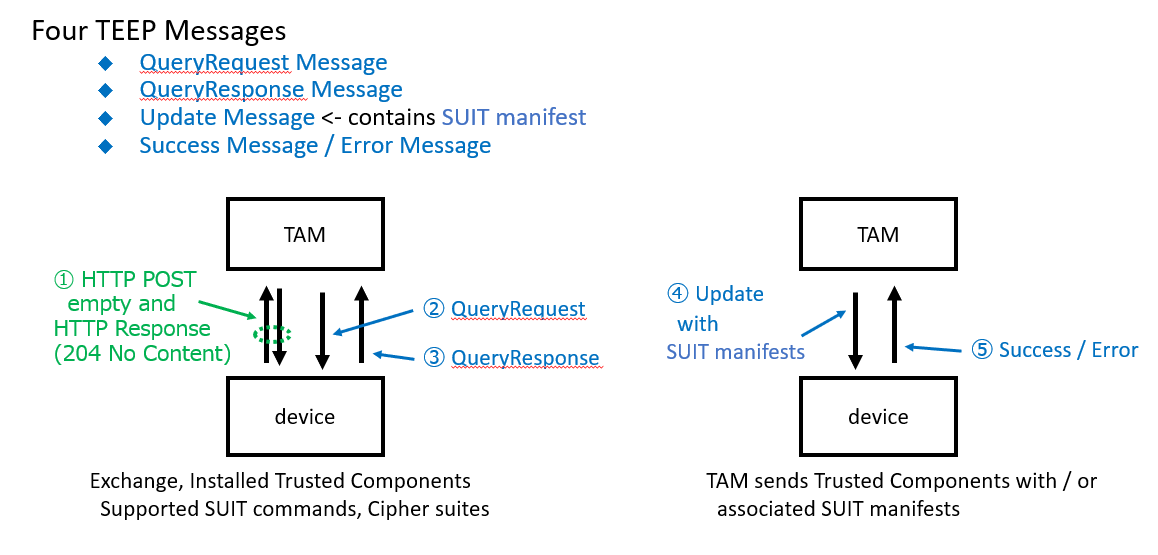 Four TEEP Messages
QueryRequest Message
QueryResponse Message
Update Message <- contains SUIT manifest
Success Message / Error Message
TAM
① HTTP POST
empty and
HTTP Response
(204 No Content)
② QueryRequest
③ QueryResponse
device
Exchange, Installed Trusted Components
Supported SUIT commands, Cipher suites
TAM
④ Update
with
SUIT manifests
⑤ Success / Error
device
TAM sends Trusted Components with / or
associated SUIT manifests